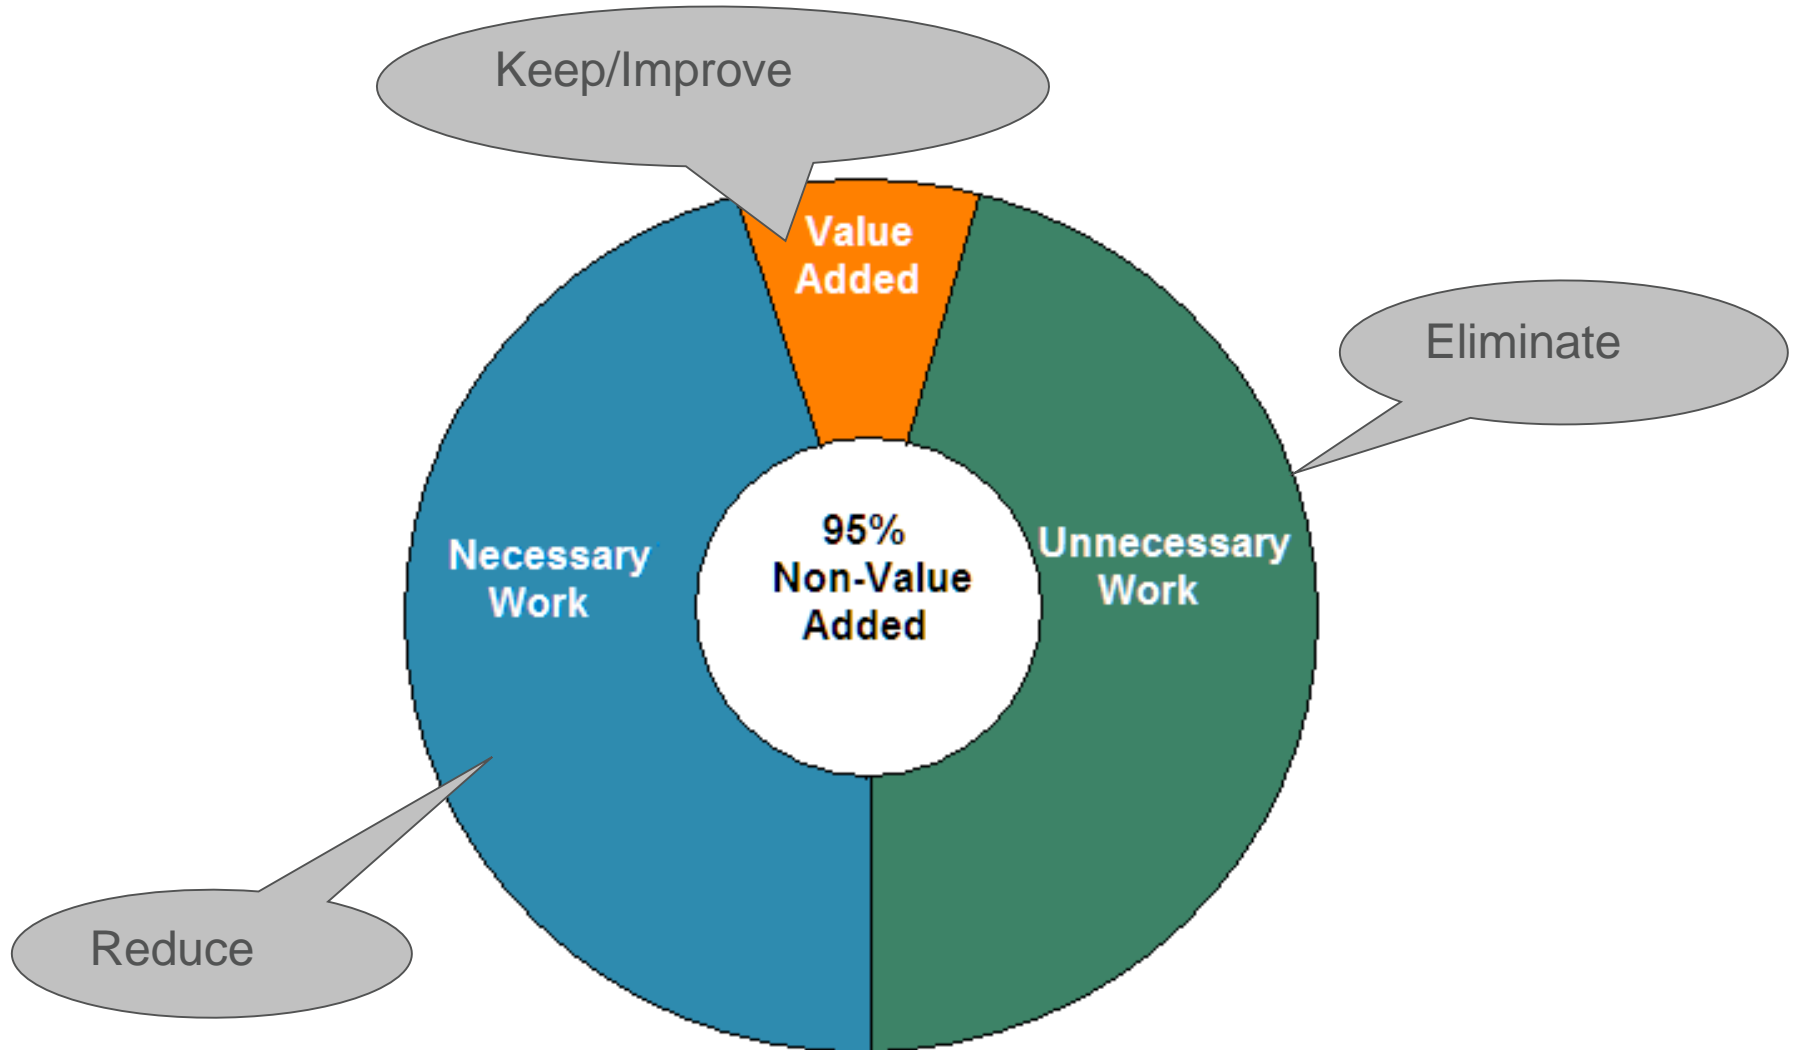 Keep/Improve
Value
Added
Eliminate
95%
Non-Value
Added
Necessary
Work
Unnecessary
Work
Reduce